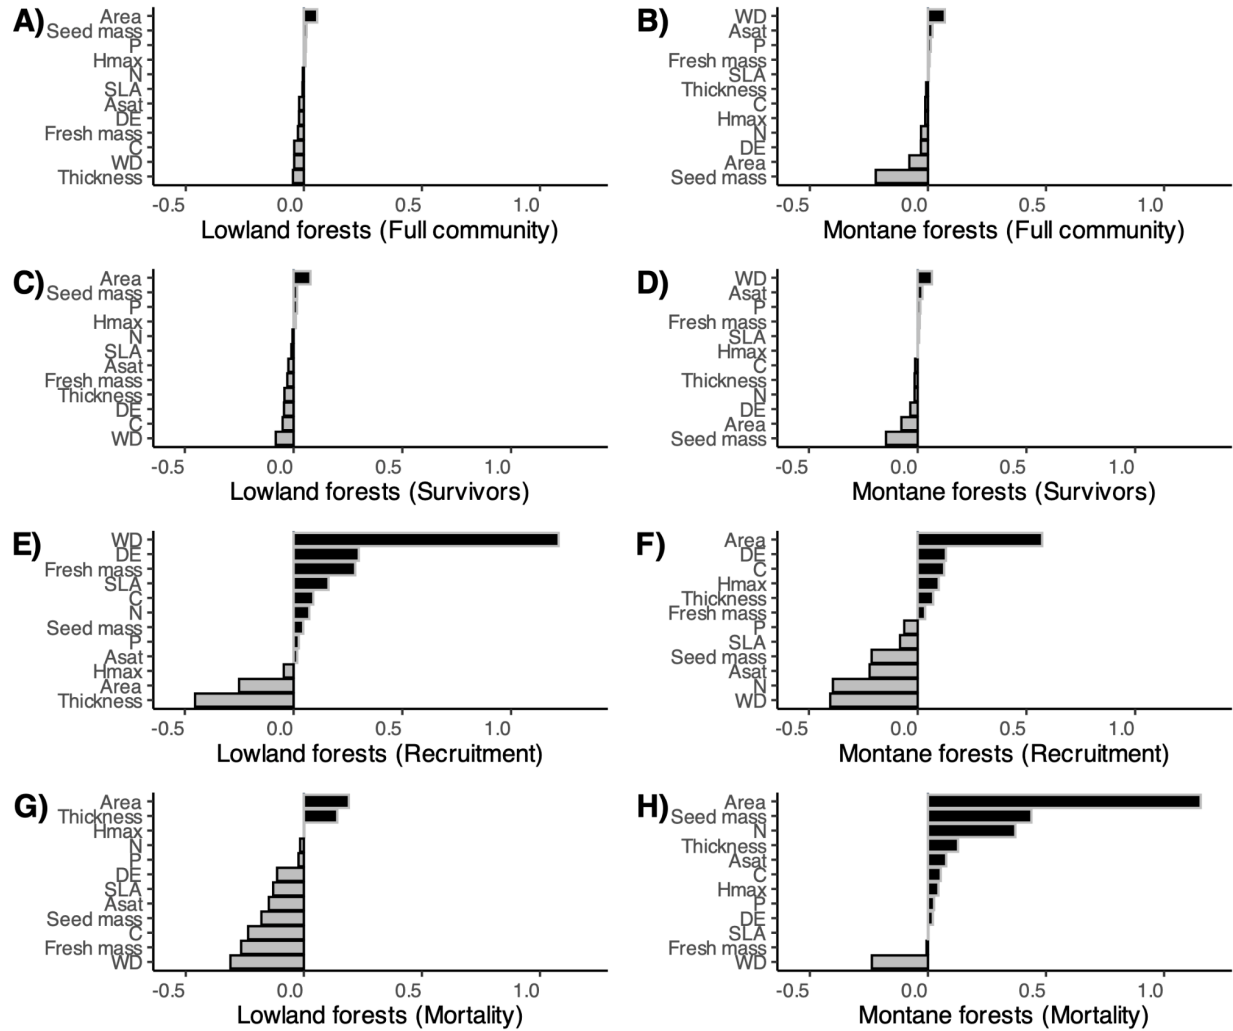 A)
Area
Seed mass
P
Hmax
N
SLA
Asat
DE
Fresh mass
C
WD
Thickness
-0.5 0.0 0.5 1.0
Lowland forests (Full community)
B)
WD
Asat
P
Fresh mass
SLA
Thickness
C
Hmax
N
DE
Area
Seed mass
-0.5 0.0 0.5 1.0
Montane forests (Full community)
C)
Area
Seed mass
P
Hmax
N
SLA
Asat
Fresh mass
Thickness
DE
C
WD
-0.5 0.0 0.5 1.0
Lowland forests (Survivors)
D)
WD
Asat
P
Fresh mass
SLA
Hmax
C
Thickness
N
DE
Area
Seed mass
-0.5 0.0 0.5 1.0
Montane forests (Survivors)
E)
WD
DE
Fresh mass
SLA
C
N
Seed mass
P
Asat
Hmax
Area
Thickness
-0.5 0.0 0.5 1.0
Lowland forests (Recruitment)
F)
Area
DE
C
Hmax
Thickness
Fresh mass
P
SLA
Seed mass
Asat
N
WD
-0.5 0.0 0.5 1.0
Montane forests (Recruitment)
G)
Area
Thickness
Hmax
N
P
DE
SLA
Asat
Seed mass
C
Fresh mass
WD
-0.5 0.0 0.5 1.0
Lowland forests (Mortality)
H)
Area
Seed mass
N
Thickness
Asat
C
Hmax
P
DE
SLA
Fresh mass
WD
-0.5 0.0 0.5 1.0
Montane forests (Mortality)